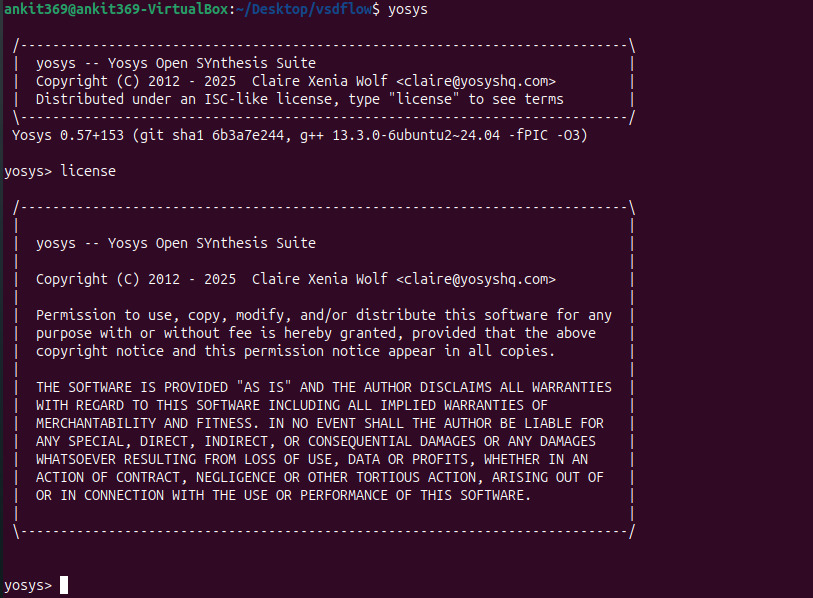 ankit369@ankit369-VirtualBox:~/Desktop/vsdflow$ yosys
/----------------------------------------------------------------------------\
| yosys -- Yosys Open SYnthesis Suite |
| Copyright (C) 2012 - 2025 Claire Xenia Wolf <claire@yosyshq.com> |
| Distributed under an ISC-like license, type "license" to see terms |
\----------------------------------------------------------------------------/
Yosys 0.57+153 (git sha1 6b3a7e244, g++ 13.3.0-6ubuntu2~24.04 -fPIC -O3)
yosys> license
/----------------------------------------------------------------------------\
| |
| yosys -- Yosys Open SYnthesis Suite |
| |
| Copyright (C) 2012 - 2025 Claire Xenia Wolf <claire@yosyshq.com> |
| |
| Permission to use, copy, modify, and/or distribute this software for any |
| purpose with or without fee is hereby granted, provided that the above |
| copyright notice and this permission notice appear in all copies. |
| |
| THE SOFTWARE IS PROVIDED "AS IS" AND THE AUTHOR DISCLAIMS ALL WARRANTIES |
| WITH REGARD TO THIS SOFTWARE INCLUDING ALL IMPLIED WARRANTIES OF |
| MERCHANTABILITY AND FITNESS. IN NO EVENT SHALL THE AUTHOR BE LIABLE FOR |
| ANY SPECIAL, DIRECT, INDIRECT, OR CONSEQUENTIAL DAMAGES OR ANY DAMAGES |
| WHATSOEVER RESULTING FROM LOSS OF USE, DATA OR PROFITS, WHETHER IN AN |
| ACTION OF CONTRACT, NEGLIGENCE OR OTHER TORTIOUS ACTION, ARISING OUT OF |
| OR IN CONNECTION WITH THE USE OR PERFORMANCE OF THIS SOFTWARE. |
| |
\----------------------------------------------------------------------------/
yosys>